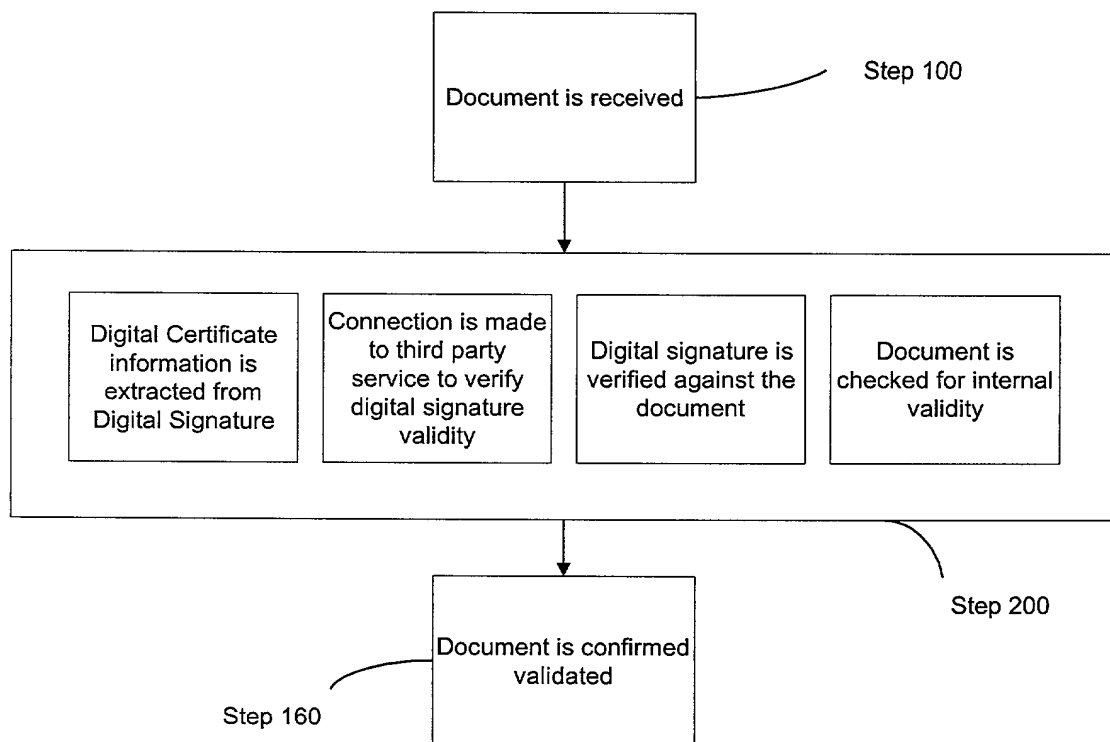 Document is received
Step 100
Digital Certificate
information is
extracted from
Digital Signature
Connection is made
to third party
service to verify
digital signature
validity
Digital signature is
verified against the
document
Document is
checked for internal
validity
Step 200
Document is confirmed
validated
Step 160